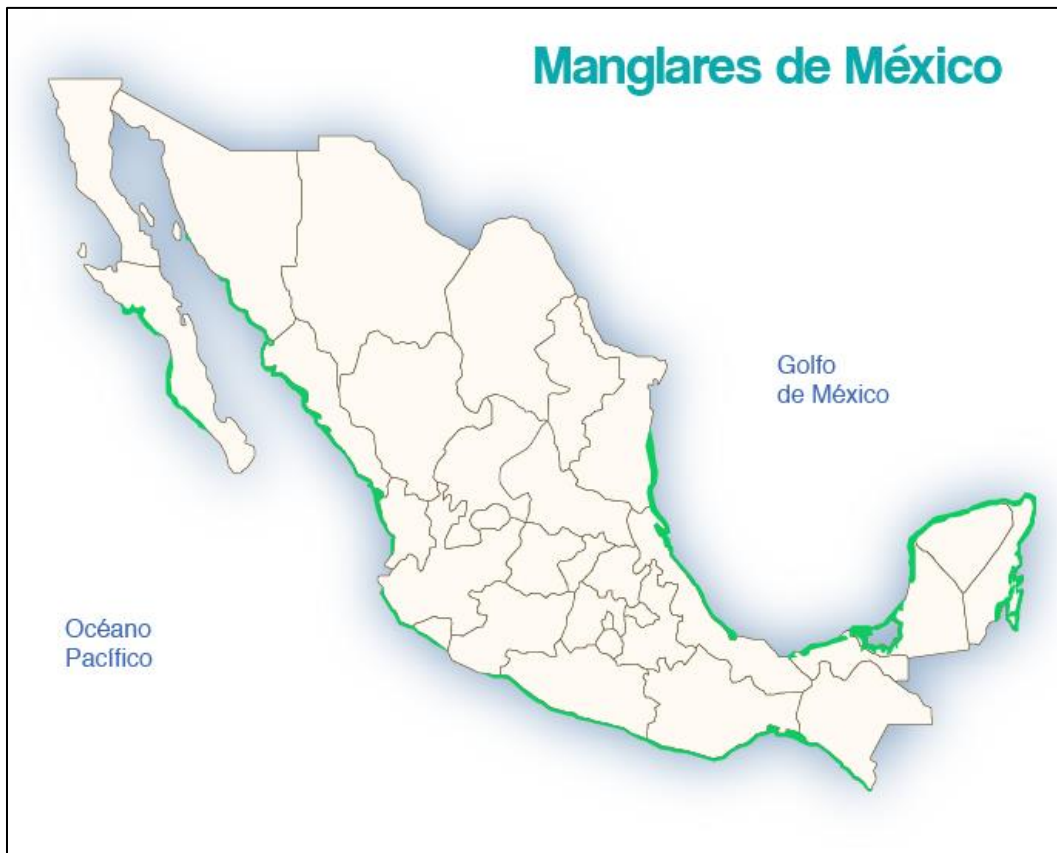 Manglares de México
Golfo
de México
Océano
Pacífico